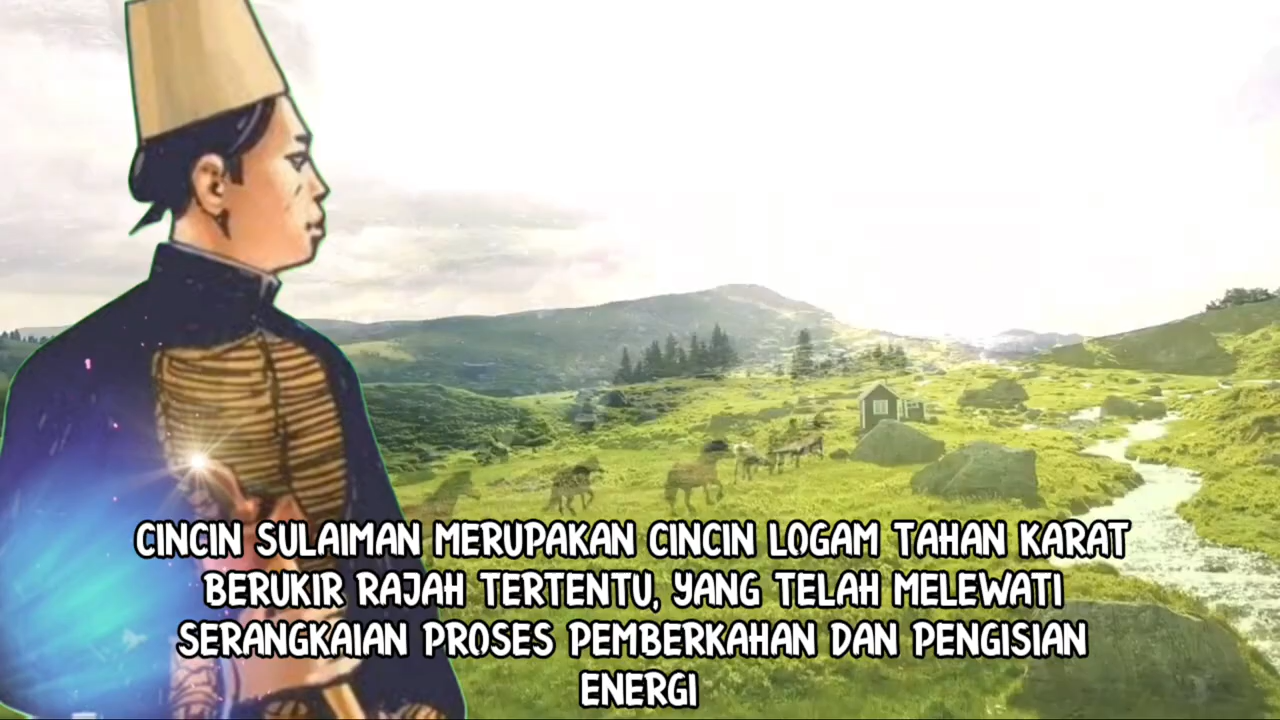 CINCIN SULAIMAN MERUPAKAN CINCIN LOGAM TAHAN KARAT
BERUKIR RAJAH TERTENTU, YANG TELAH MELEWATI
SERANGKAIAN PROSES PEMBERKAHAN DAN PENGISIAN
ENERGI